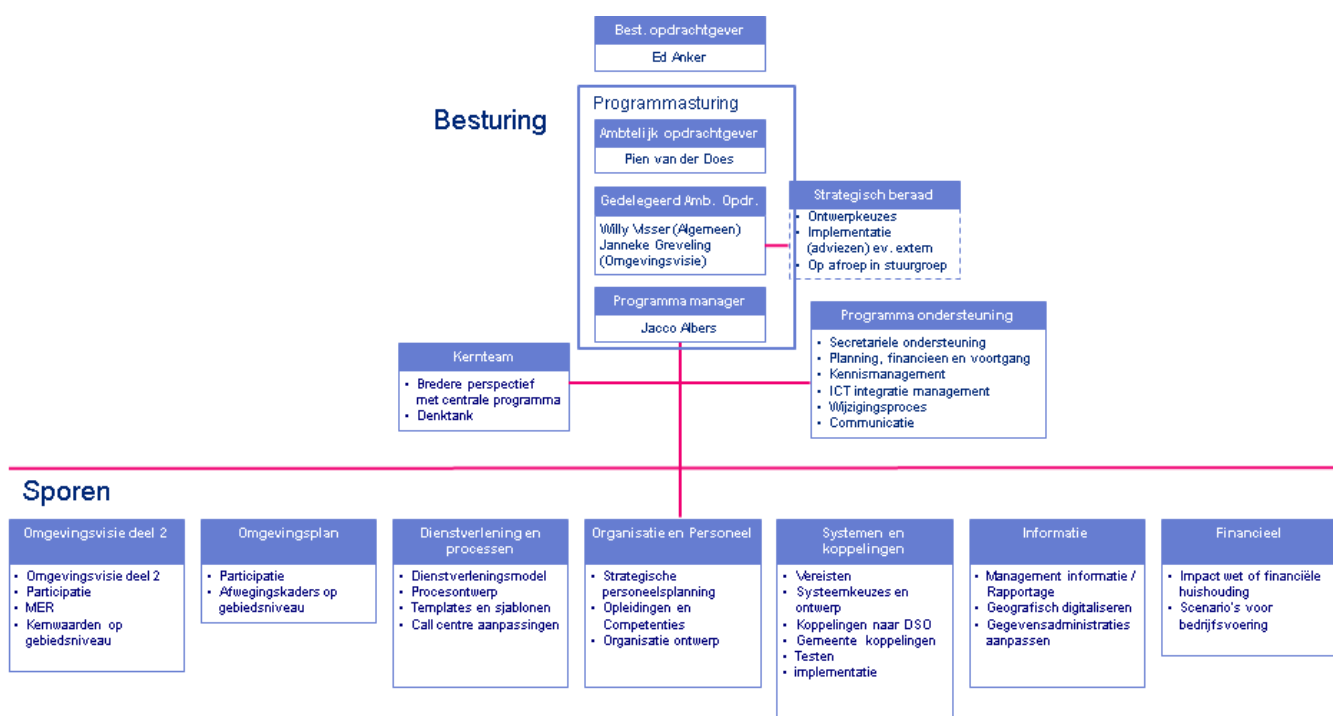 Best. opdrachtgever
Ed Anker
Besturing
Programmasturing
Ambtelijk opdrachtgever
Pien van der Does
Gedelegeerd Amb. Opdr.
Willy Visser (Algemeen)
Janneke Greveling
(Omgevingsvisie)
Strategisch beraad
• Ontwerpkeuzes
• Implementatie
(adviezen) ev. extern
• Op afroep in stuurgroep
Programma manager
Jacco Albers
Programma ondersteuning
• Secretariele ondersteuning
• Planning, financieen en voortgang
• Kennismanagement
• ICT integratie management
• Wijzigingsproces
• Communicatie
Kernteam
• Bredere perspectief
met centrale programma
• Denktank
Sporen
Omgevingsvisie deel 2
• Omgevingsvisie deel 2
• Participatie
• MER
• Kernwaarden op
gebiedsniveau
Omgevingsplan
• Participatie
• Afwegingskaders op
gebiedsniveau
Dienstverlening en
processen
• Dienstverleningsmodel
• Procesontwerp
• Templates en sjablonen
• Call centre aanpassingen
Organisatie en Personeel
• Strategische
personeelsplanning
• Opleidingen en
Competenties
• Organisatie ontwerp
Systemen en
koppelingen
• Vereisten
• Systeemkeuzes en
ontwerp
• Koppelingen naar DSO
• Gemeente koppelingen
• Testen
• implementatie
Informatie
• Management informatie /
Rapportage
• Geografisch digitaliseren
• Gegevensadministraties
aanpassen
Financieel
• Impact wet of financiële
huishouding
• Scenario's voor
bedrijfsvoering